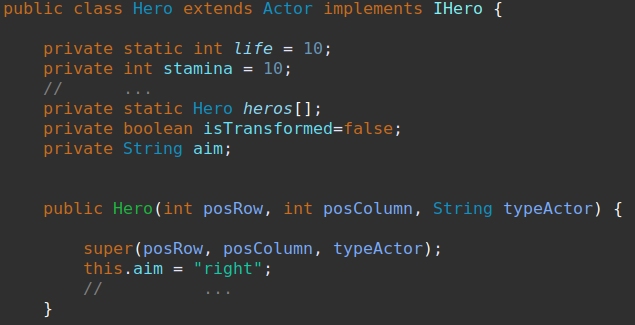 public class Hero extends Actor implements IHero {
private static int life = 10;
private int stamina = 10;
// ...
private static Hero heros[];
private boolean isTransformed=false;
private String aim;
public Hero(int posRow, int posColumn, String typeActor) {
super(posRow, posColumn, typeActor);
this.aim = "right";
// ...
}